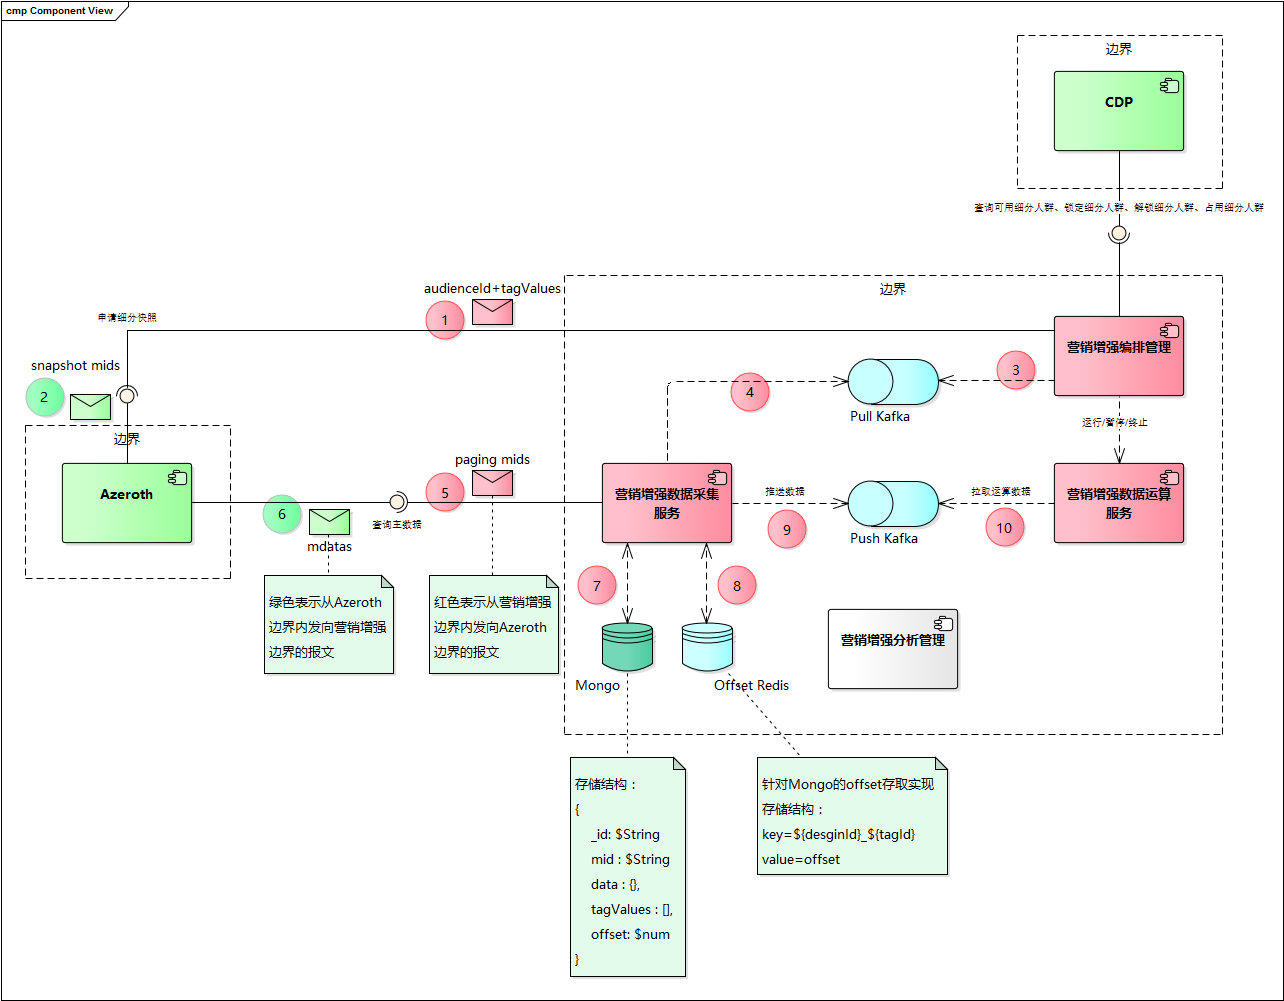 cmp Component View
边界
CDP
查询可用细分人群、锁定细分人群、解锁细分人群、占用细分人群
边界
audienceId+tagValues
1
申请细分快照
营销增强编排管理
snapshot mids
2
3
4
Pull Kafka
运行/暂停/终止
边界
Azeroth
paging mids
5
6
查询主数据
mdatas
营销增强数据采集
服务
推送数据
9
Push Kafka
拉取运算数据
10
营销增强数据运算
服务
7
8
绿色表示从Azeroth
边界内发向营销增强
边界的报文
红色表示从营销增强
边界内发向Azeroth
边界的报文
Mongo
Offset Redis
营销增强分析管理
存储结构：
{
_id: $String
mid : $String
data : {},
tagValues : [],
offset: $num
}
针对Mongo的offset存取实现
存储结构：
key=${desginId}_${tagId}
value=offset